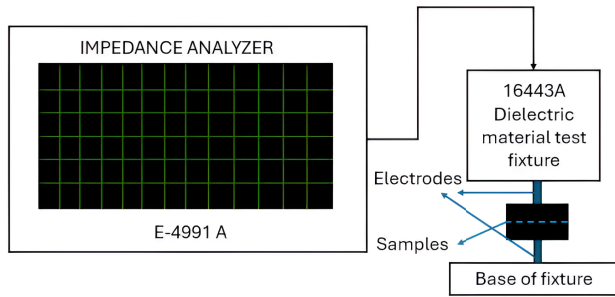 IMPEDANCE ANALYZER
E-4991 A
16443A
Dielectric
material test
fixture
Electrodes
Samples
Base of fixture